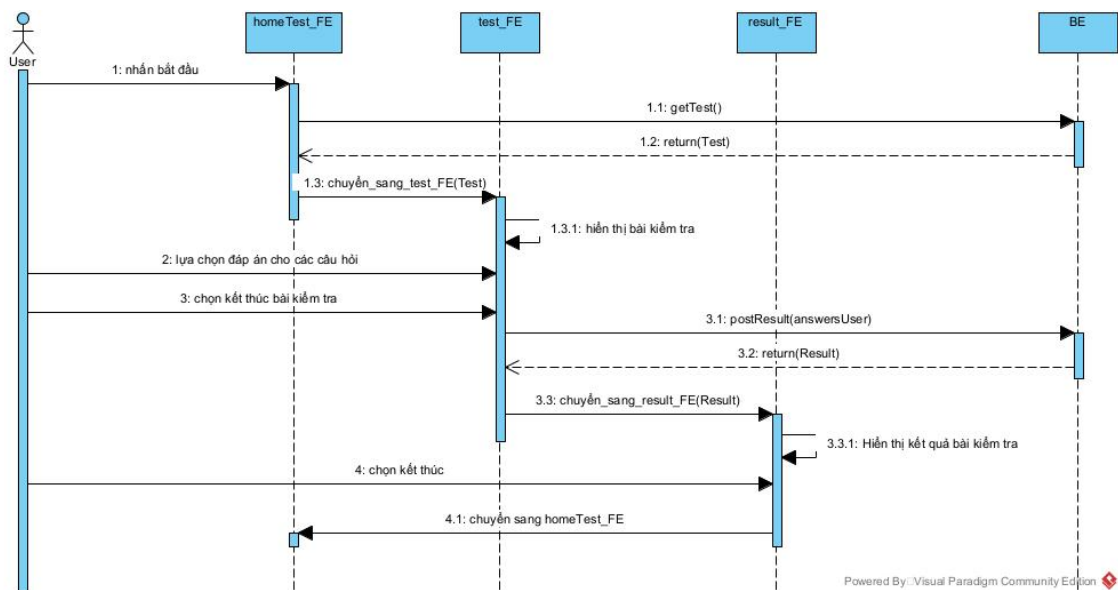 homeTest_FE
test_FE
result_FE
BE
User
1: nhấn bắt đầu
1.1: getTest()
1.2: return(Test)
1.3: chuyển_sang_test_FE(Test)
1.3.1: hiển thị bài kiểm tra
2: lựa chọn đáp án cho các câu hỏi
3: chọn kết thúc bài kiểm tra
3.1: postResult(answersUser)
3.2: return(Result)
3.3: chuyển_sang_result_FE(Result)
3.3.1: Hiển thị kết quả bài kiểm tra
4: chọn kết thúc
4.1: chuyển sang homeTest_FE
Powered By Visual Paradigm Community Edition